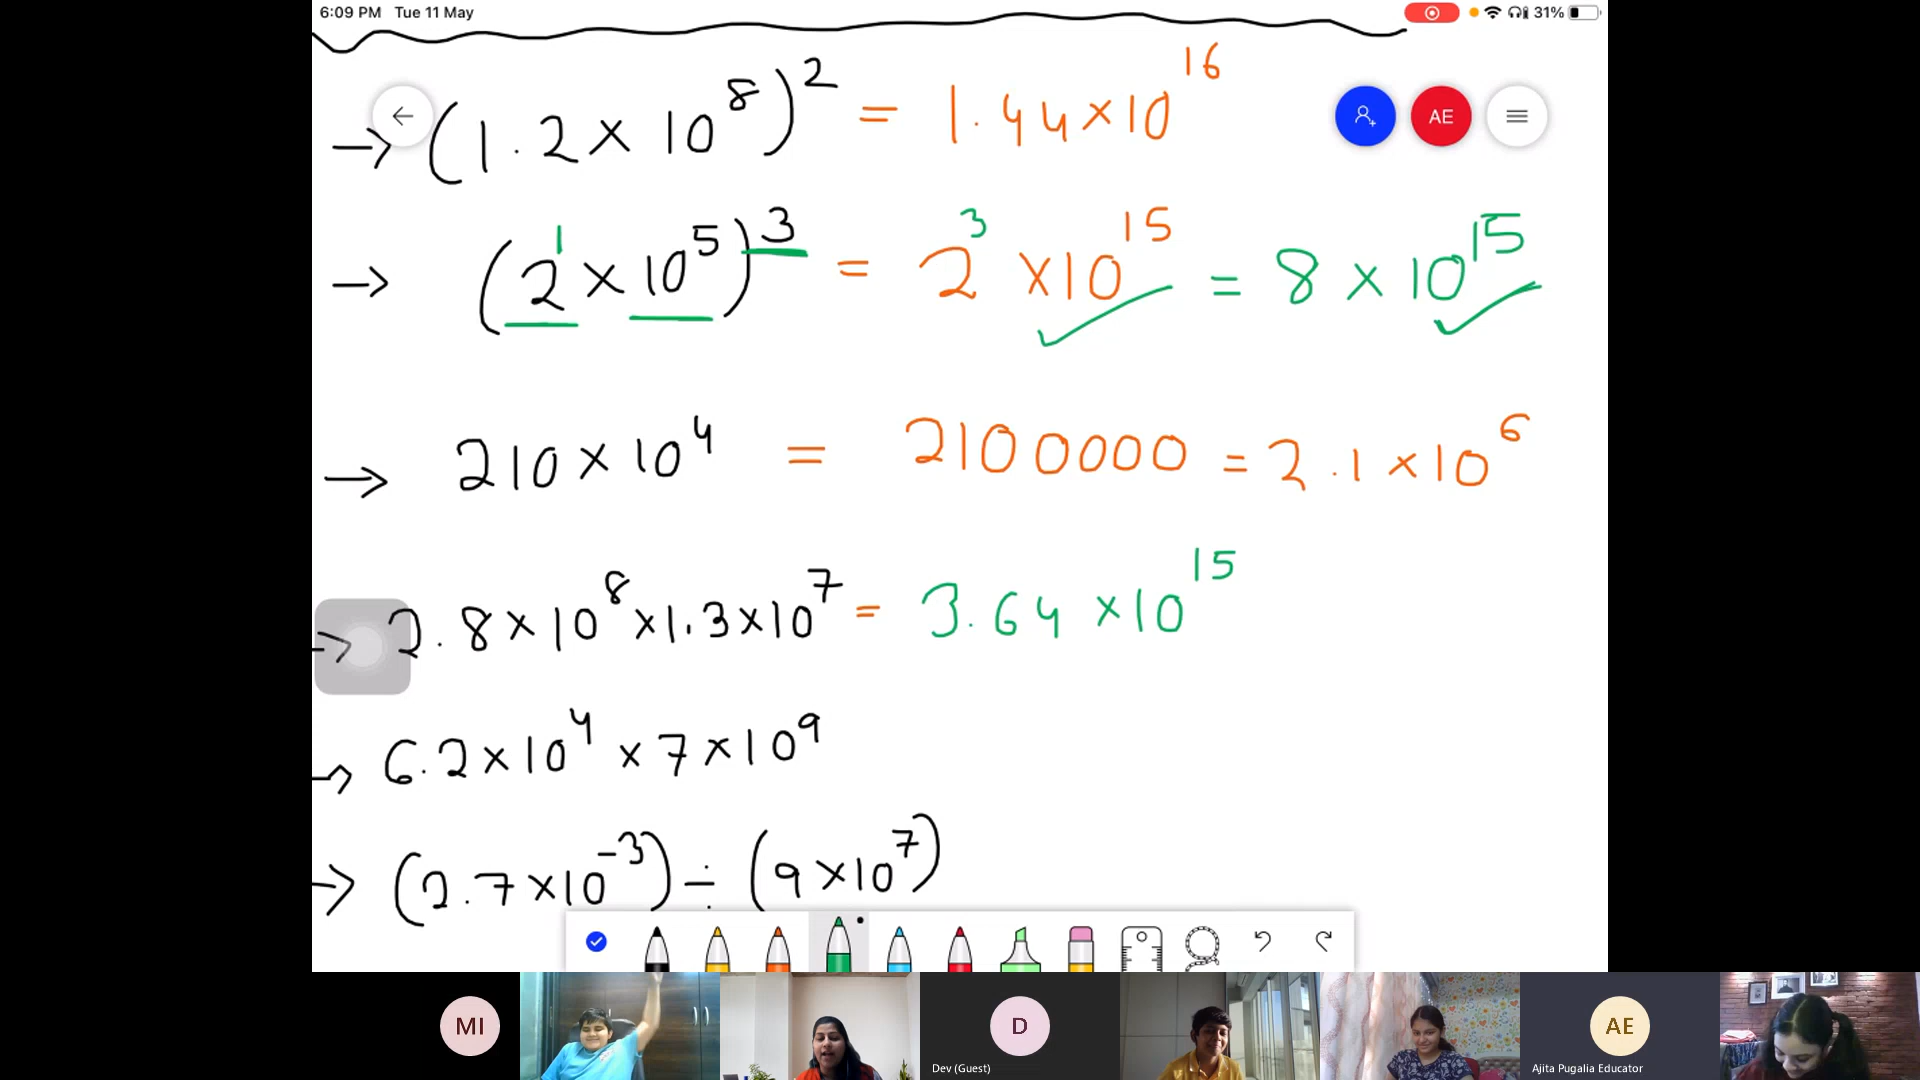 6:09 PM Tue 11 May 31%
→ (1.2 × 10⁸)² = 1.44 × 10¹⁶
AE
→ (2¹ × 10⁵)³ = 2³ × 10¹⁵ = 8 × 10¹⁵
→ 210 × 10⁴ = 2100000 = 2.1 × 10⁶
→ 2.8 × 10⁸ × 1.3 × 10⁷ = 3.64 × 10¹⁵
→ 6.2 × 10⁴ × 7 × 10⁹
→ (2.7 × 10⁻³) ÷ (9 × 10⁷)
MI D AE
Dev (Guest) Ajita Pugalia Educator